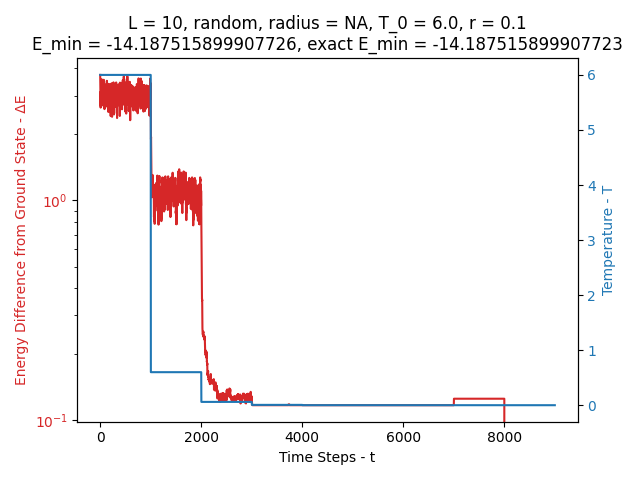 L = 10, random, radius = NA, T_0 = 6.0, r = 0.1
E_min = -14.187515899907726, exact E_min = -14.187515899907723
Energy Difference from Ground State - ΔE
10⁰
10⁻¹
6
5
4
3
2
1
0
Temperature - T
0 2000 4000 6000 8000
Time Steps - t